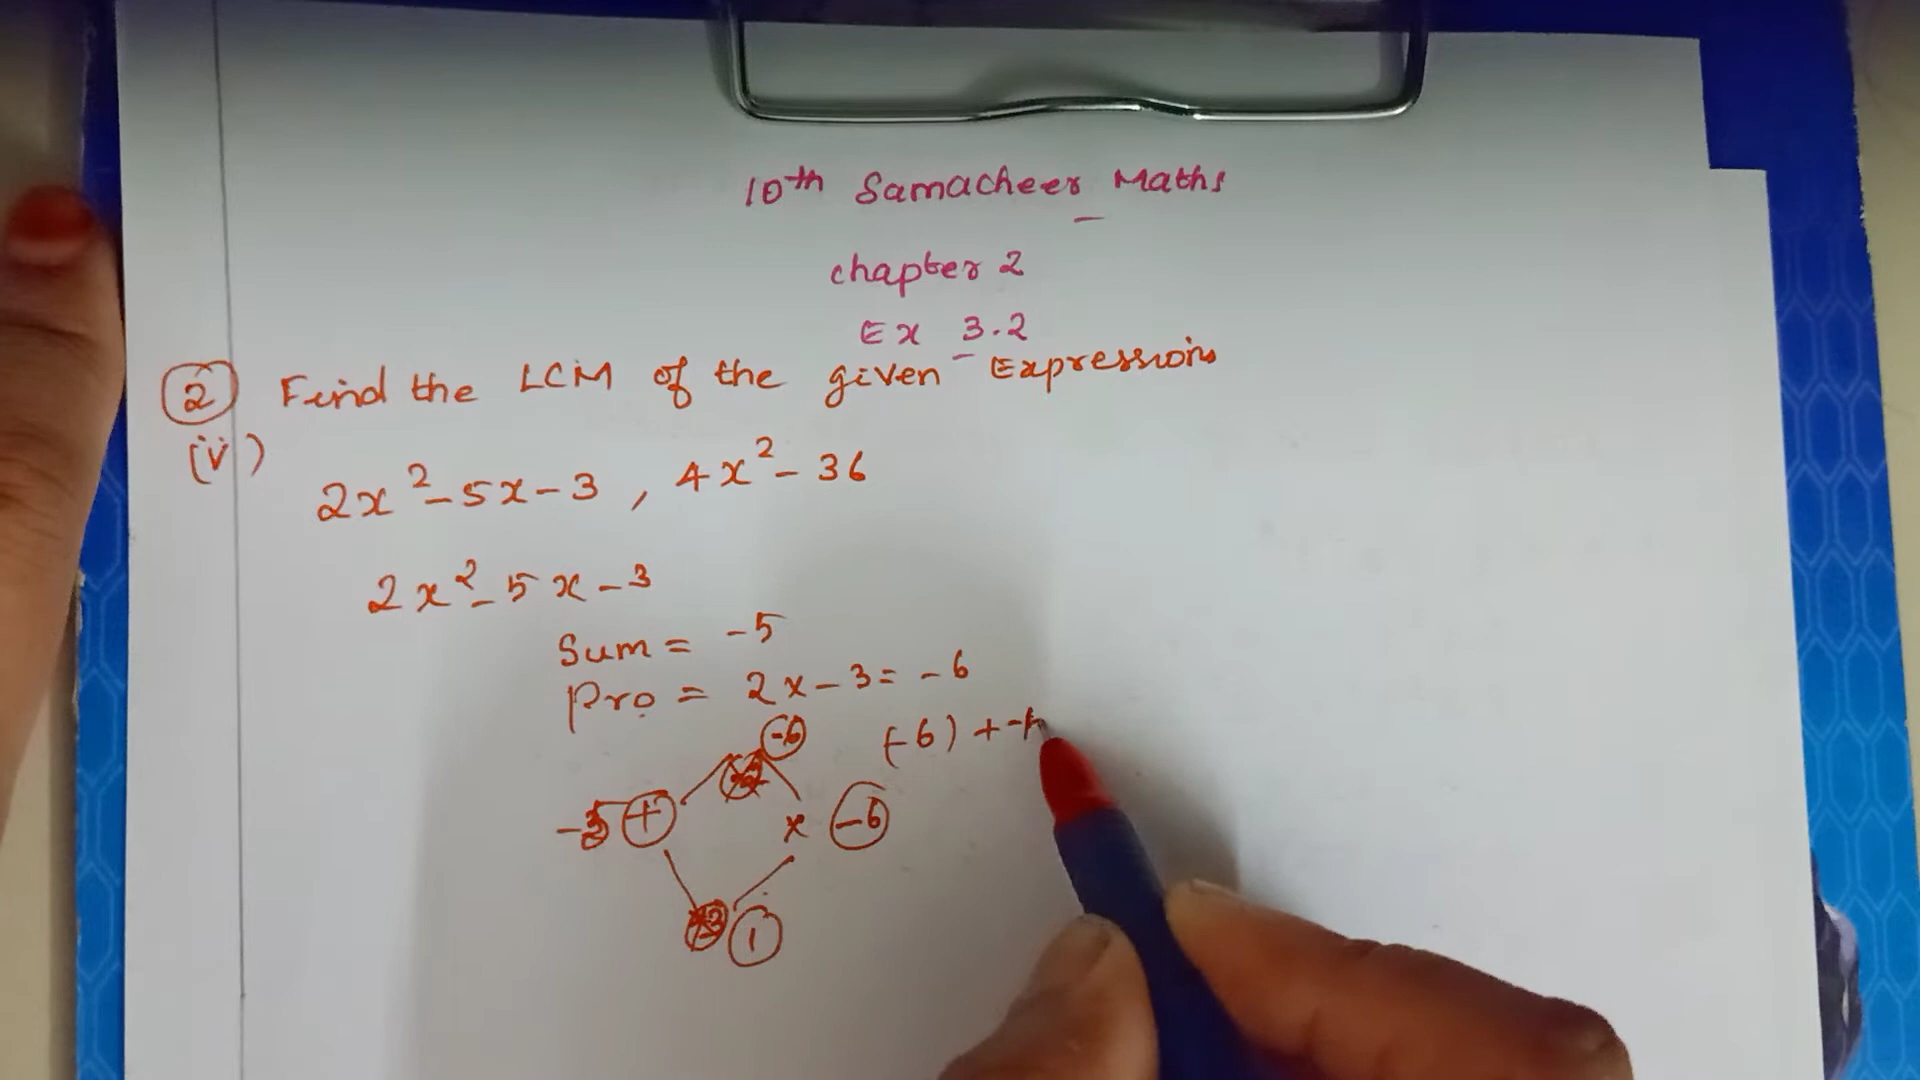 10th Samacheer Maths
chapter 2
Ex 3.2
(2) Find the LCM of the given Expressions
(v)
2x² - 5x - 3 , 4x² - 36
2x² - 5x - 3
Sum = -5
Pro = 2x - 3 = - 6
-6
(-6) + -1
+
x -6
1